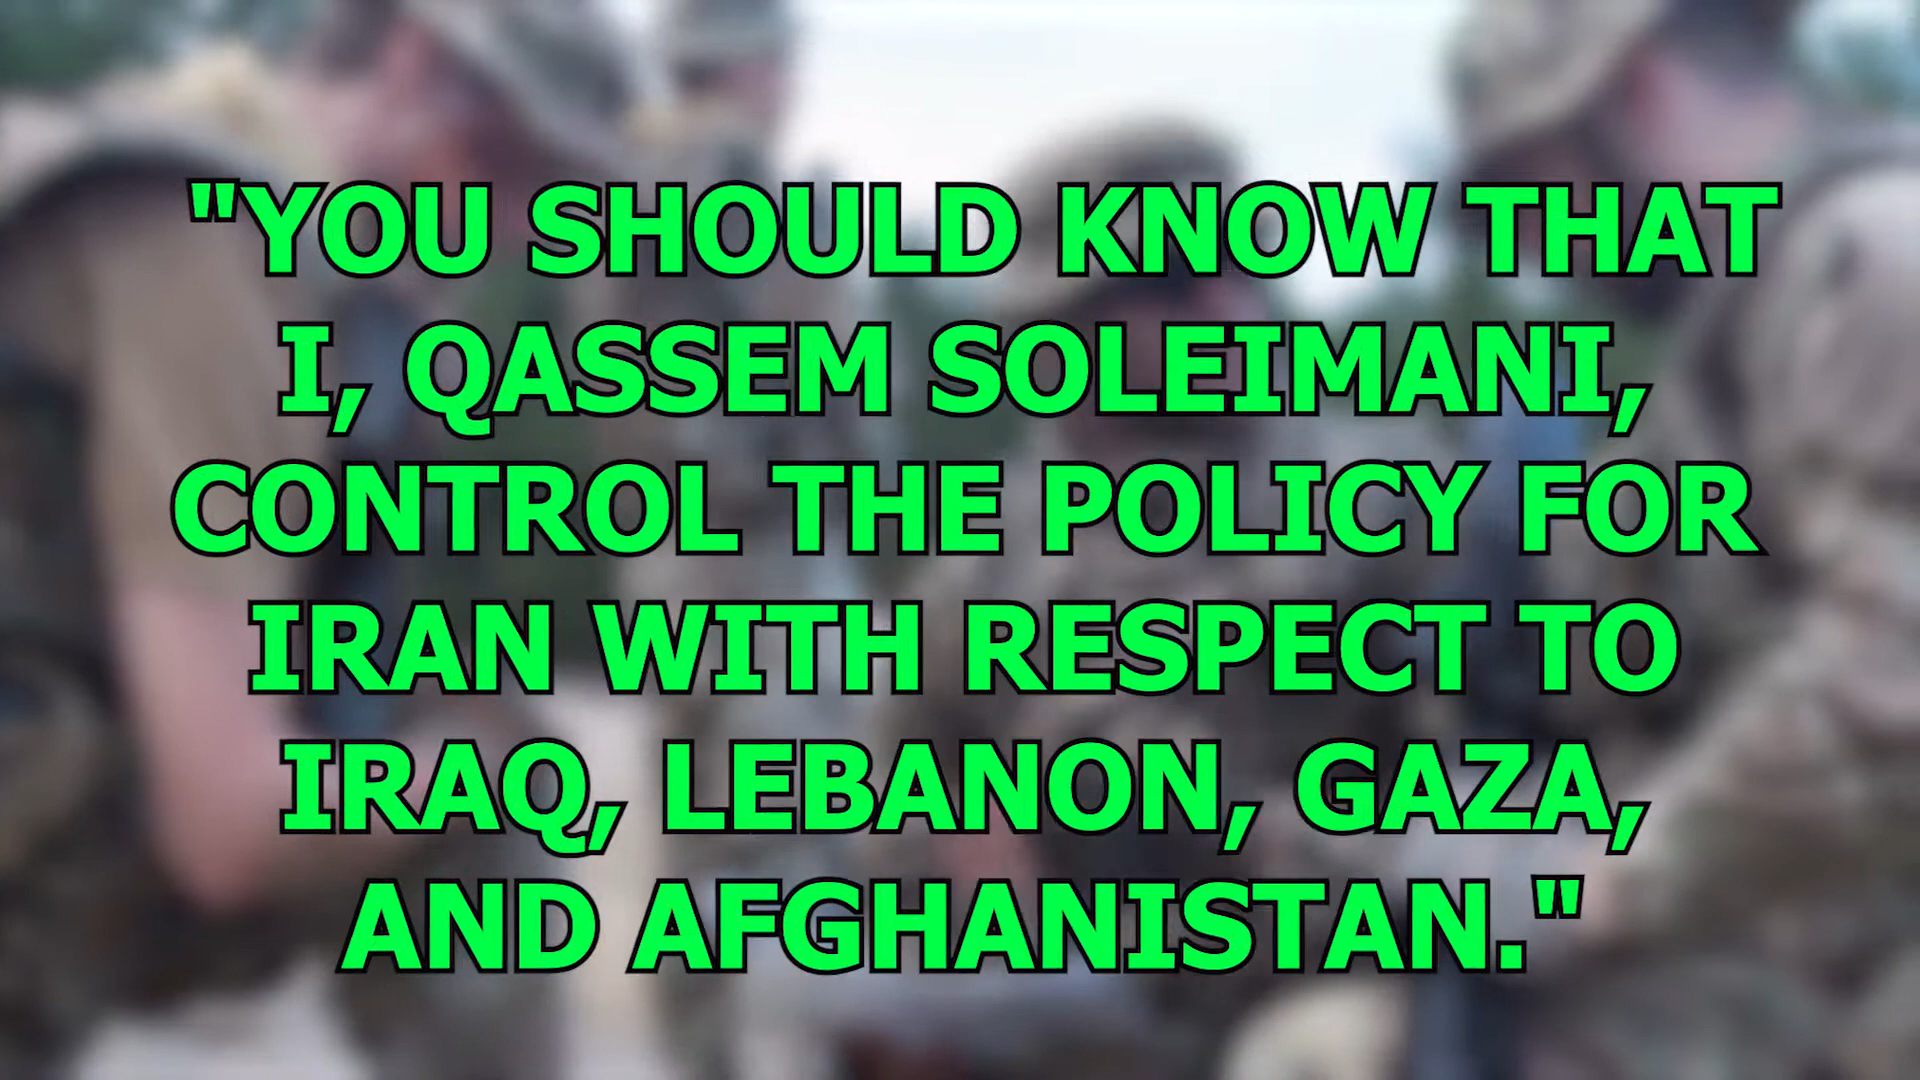 "YOU SHOULD KNOW THAT
I, QASSEM SOLEIMANI,
CONTROL THE POLICY FOR
IRAN WITH RESPECT TO
IRAQ, LEBANON, GAZA,
AND AFGHANISTAN."